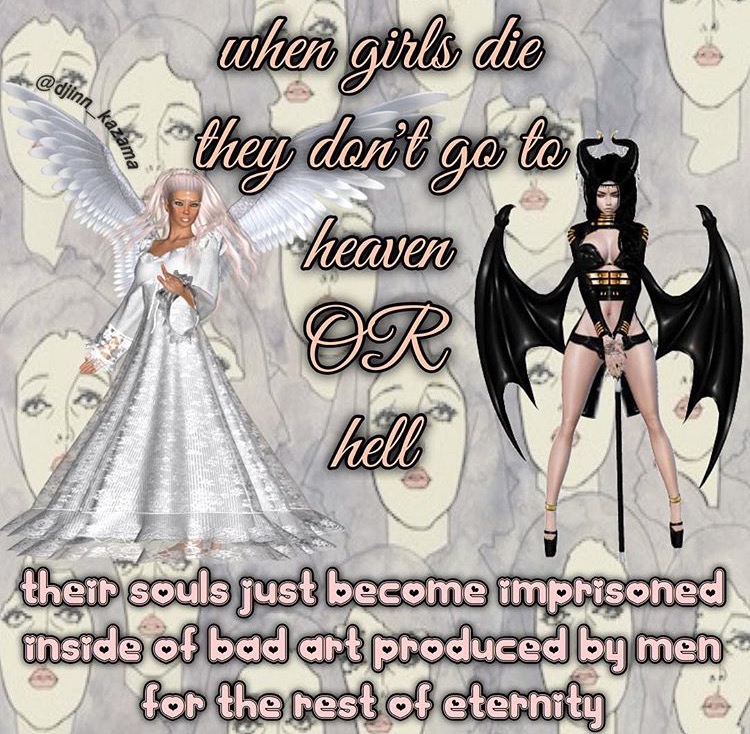 when girls die
@djinn_kazama
they don't go to
heaven
OR
hell
their souls just become imprisoned
inside of bad art produced by men
for the rest of eternity